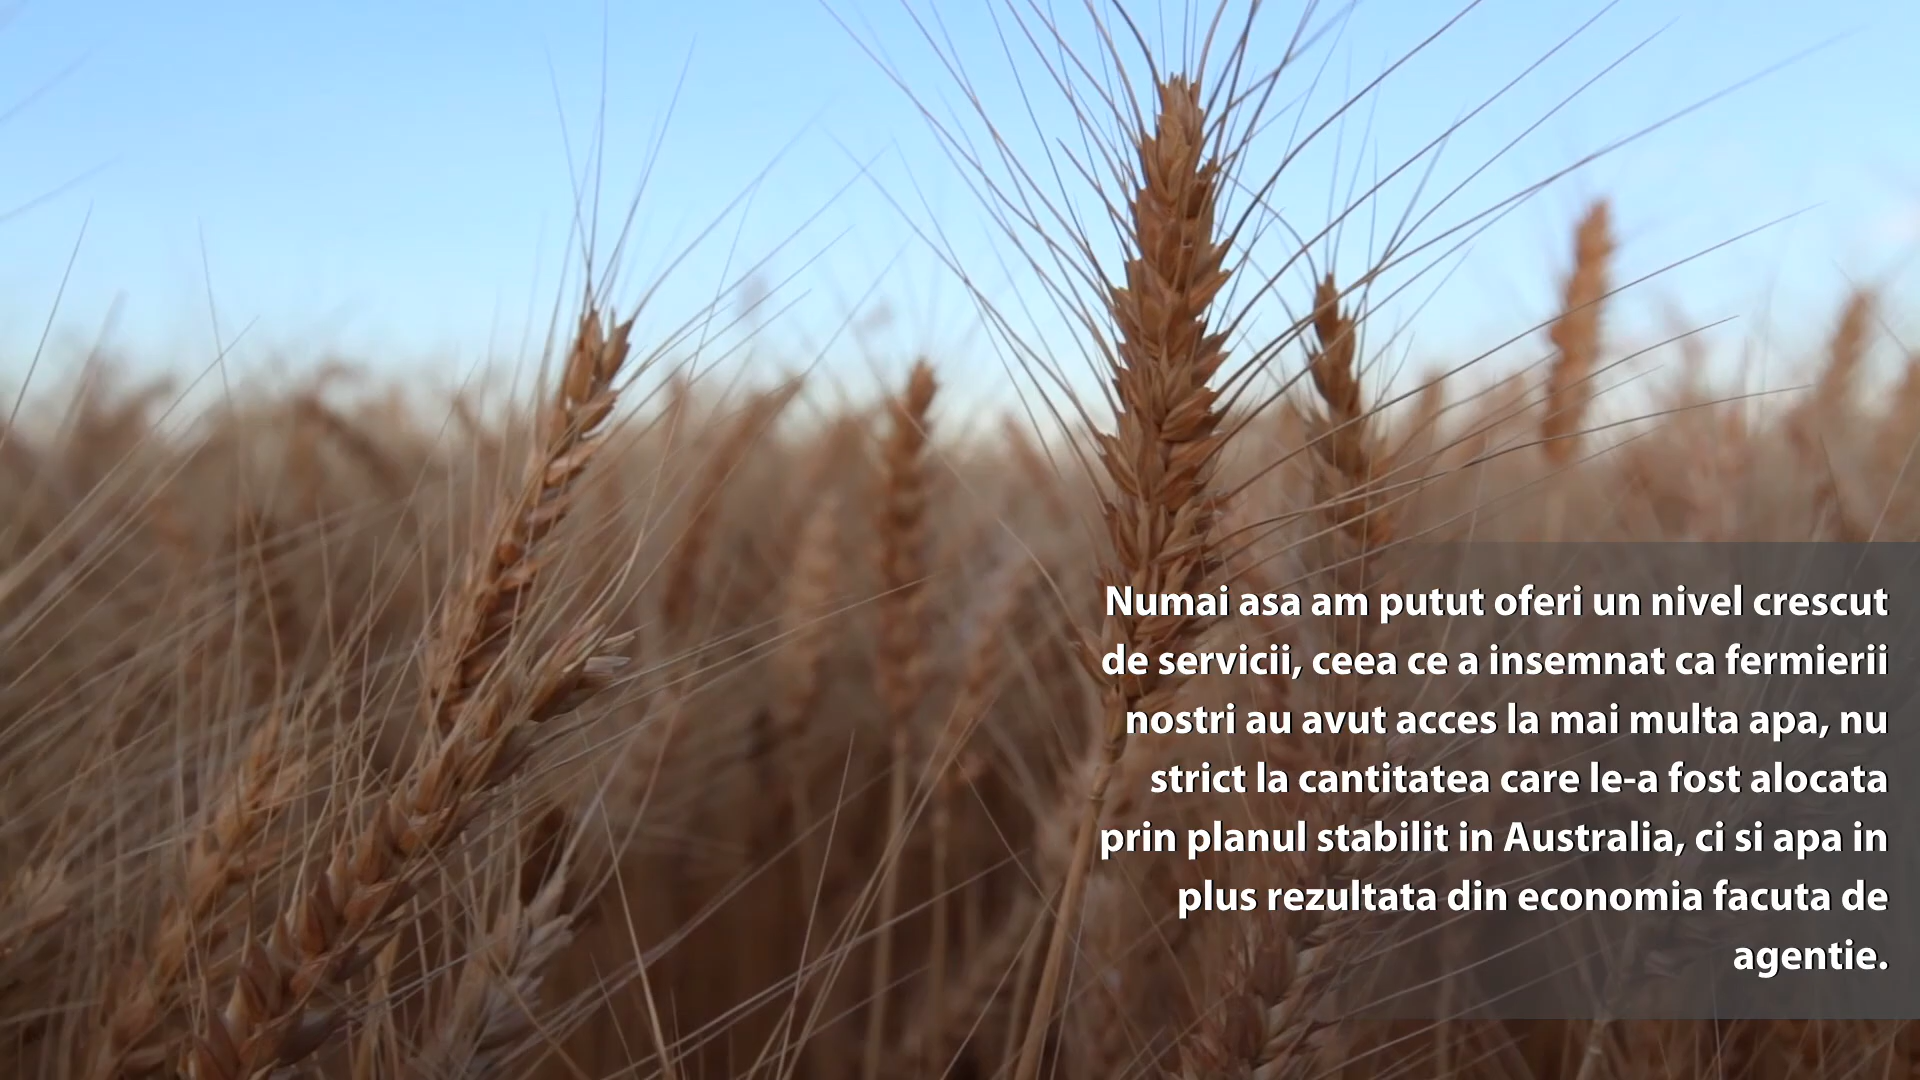 Numai asa am putut oferi un nivel crescut
de servicii, ceea ce a insemnat ca fermierii
nostri au avut acces la mai multa apa, nu
strict la cantitatea care le-a fost alocata
prin planul stabilit in Australia, ci si apa in
plus rezultata din economia facuta de
agentie.